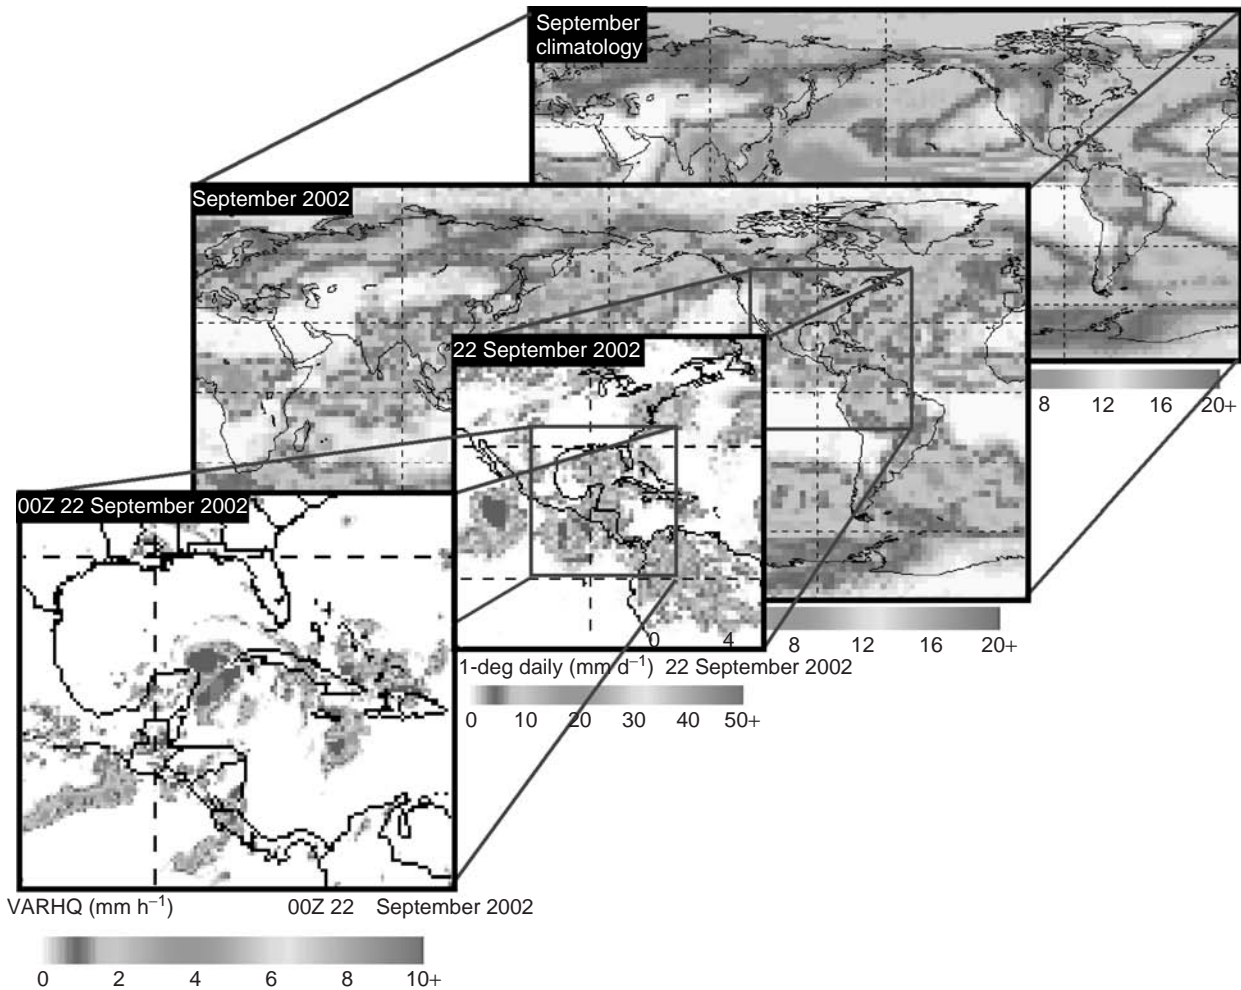 September
climatology
8 12 16 20+
September 2002
8 12 16 20+
22 September 2002
0 4
1-deg daily (mm d⁻¹) 22 September 2002
0 10 20 30 40 50+
00Z 22 September 2002
VARHQ (mm h⁻¹) 00Z 22 September 2002
0 2 4 6 8 10+